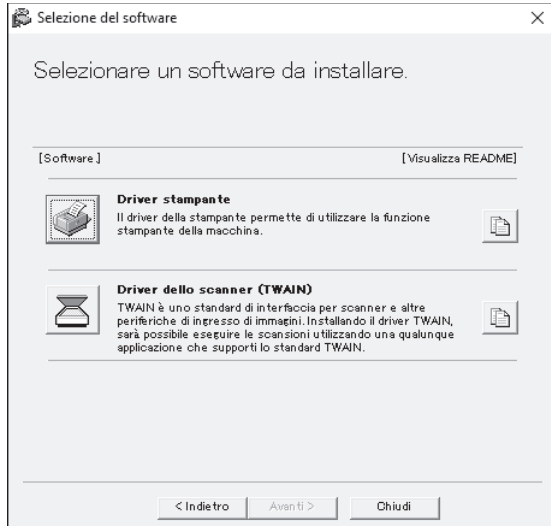 Selezione del software
Selezionare un software da installare.
[Software]
[Visualizza README]
Driver stampante
Il driver della stampante permette di utilizzare la funzione
stampante della macchina.
Driver dello scanner (TWAIN)
TWAIN è uno standard di interfaccia per scanner e altre
periferiche di ingresso di immagini. Installando il driver TWAIN,
sarà possibile eseguire le scansioni utilizzando una qualunque
applicazione che supporti lo standard TWAIN.
< Indietro
Avanti >
Chiudi